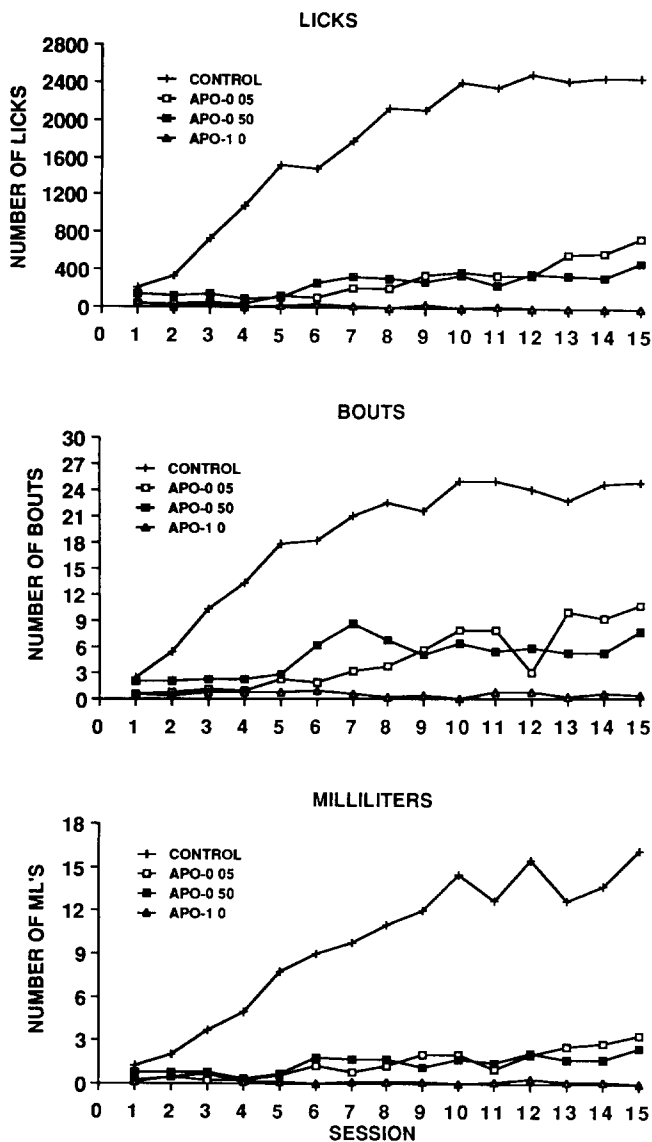 LICKS
NUMBER OF LICKS
2800
2400
2000
1600
1200
800
400
0
CONTROL
APO-0 05
APO-0 50
APO-1 0
0 1 2 3 4 5 6 7 8 9 10 11 12 13 14 15
BOUTS
NUMBER OF BOUTS
30
27
24
21
18
15
12
9
6
3
0
CONTROL
APO-0 05
APO-0 50
APO-1 0
0 1 2 3 4 5 6 7 8 9 10 11 12 13 14 15
MILLILITERS
NUMBER OF ML'S
18
15
12
9
6
3
0
CONTROL
APO-0 05
APO-0 50
APO-1 0
0 1 2 3 4 5 6 7 8 9 10 11 12 13 14 15
SESSION